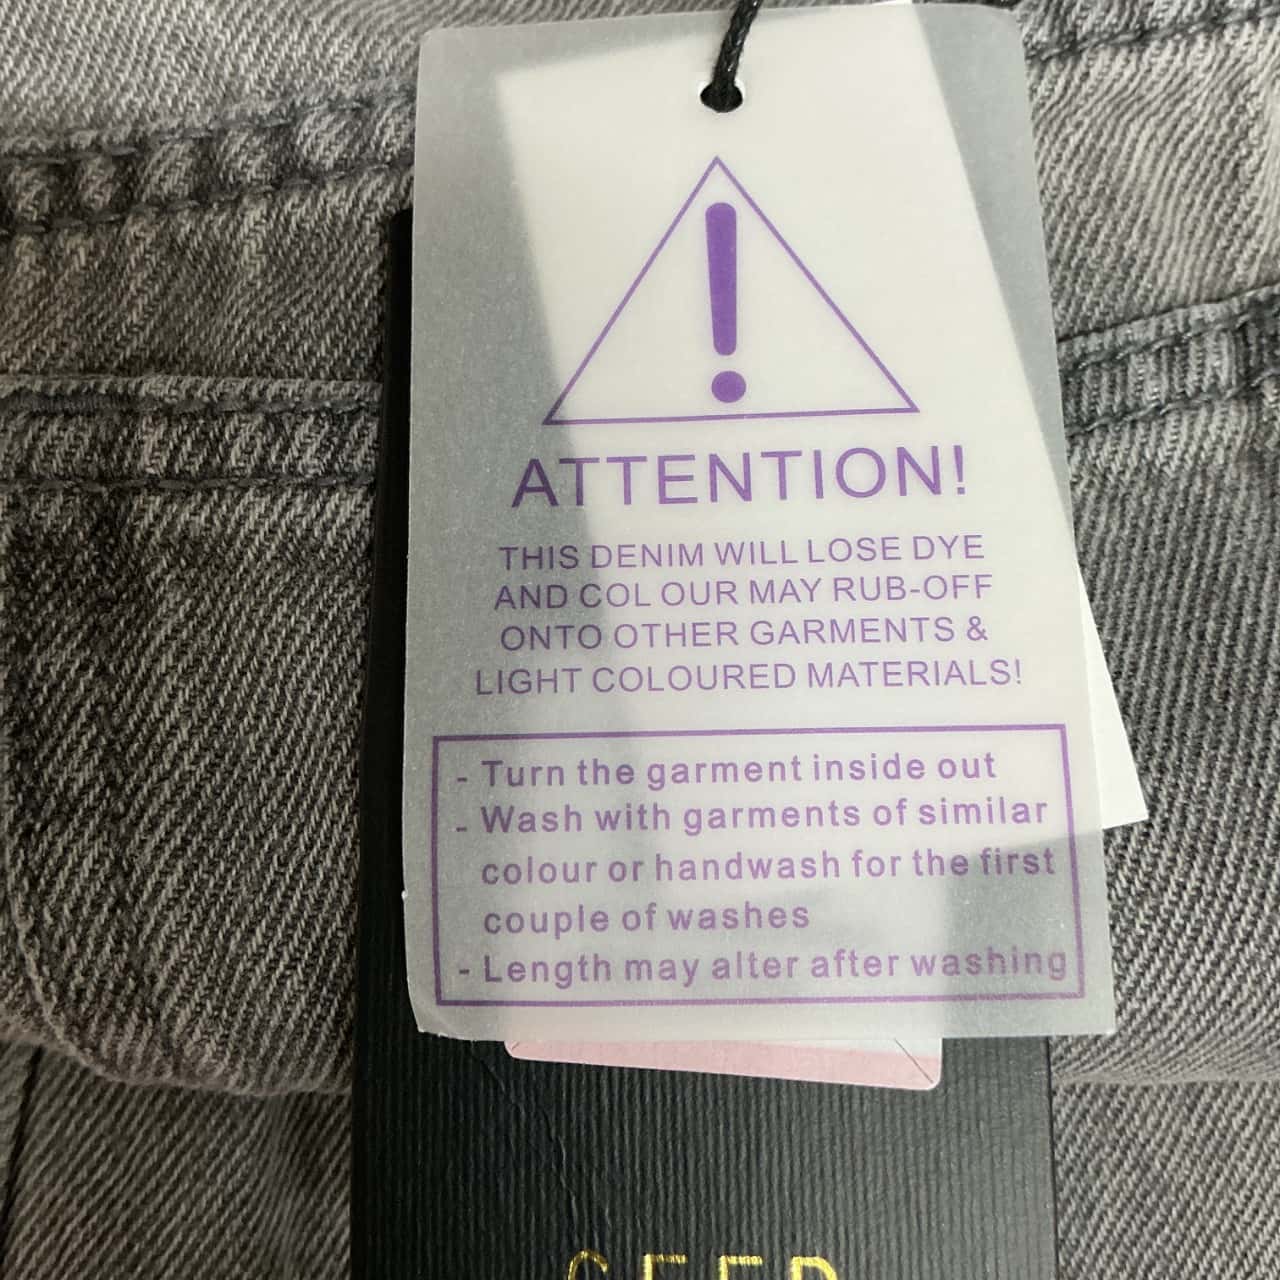 ATTENTION!
THIS DENIM WILL LOSE DYE
AND COL OUR MAY RUB-OFF
ONTO OTHER GARMENTS &
LIGHT COLOURED MATERIALS!
- Turn the garment inside out
- Wash with garments of similar
colour or handwash for the first
couple of washes
- Length may alter after washing